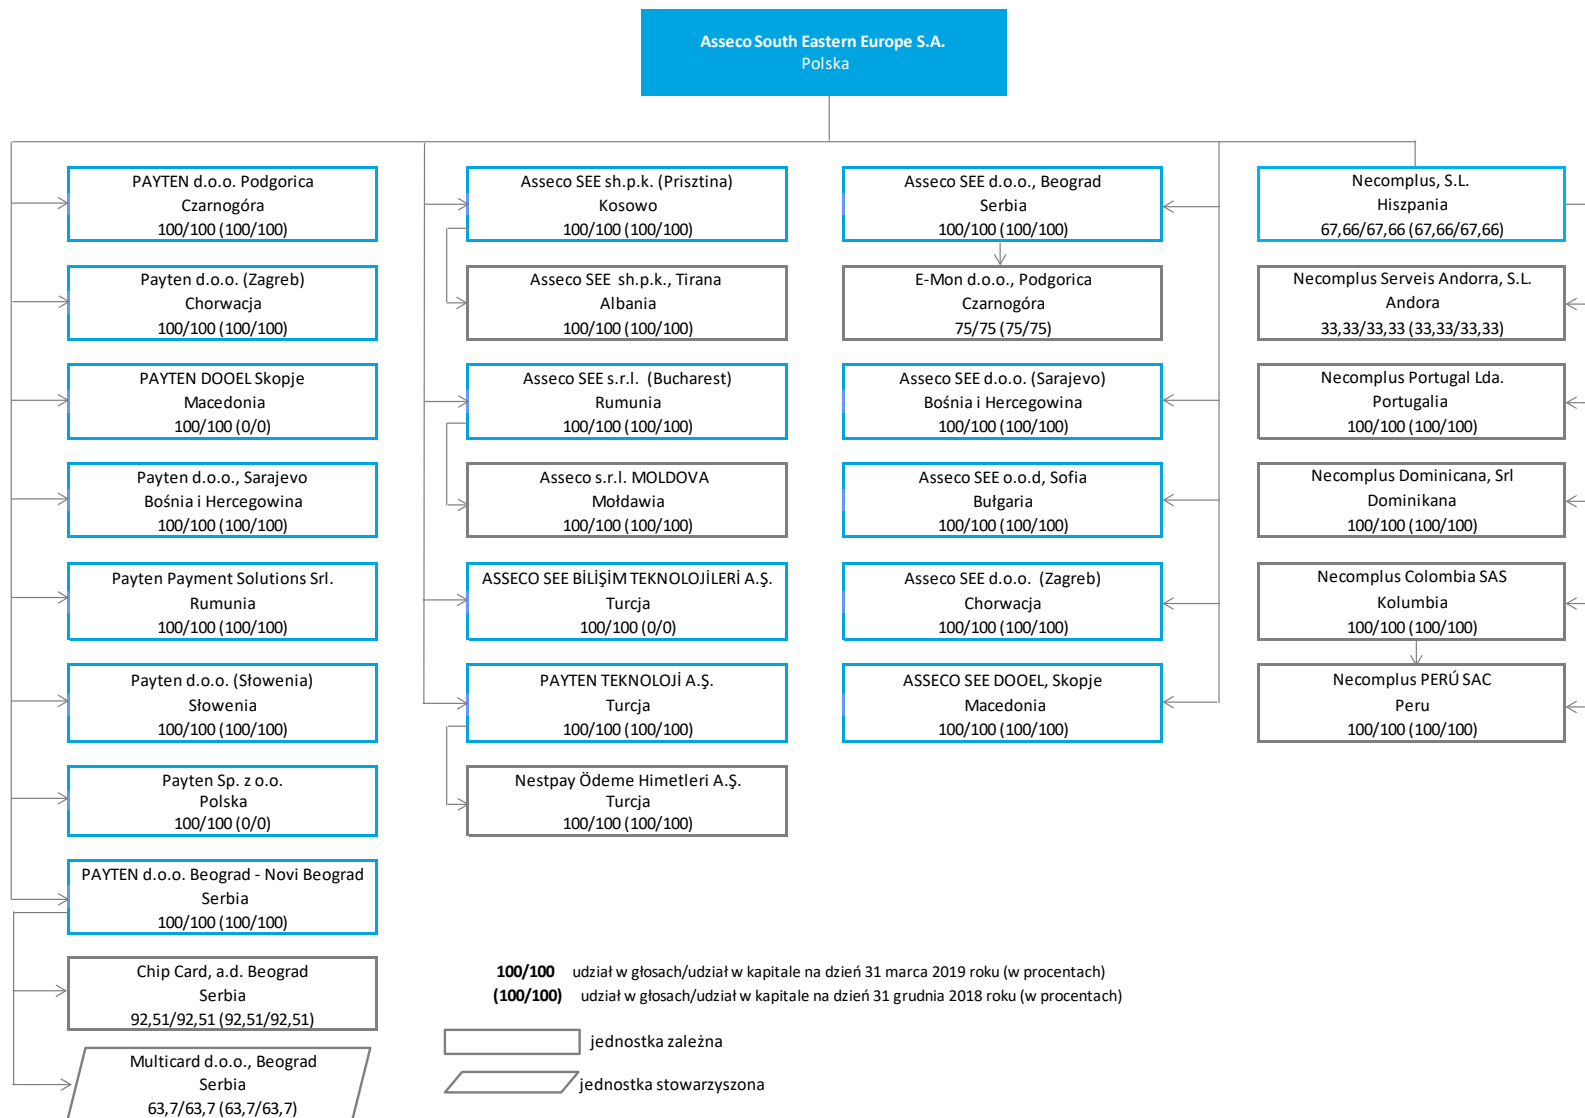 Asseco South Eastern Europe S.A.
Polska
PAYTEN d.o.o. Podgorica
Czarnogóra
100/100 (100/100)
Payten d.o.o. (Zagreb)
Chorwacja
100/100 (100/100)
PAYTEN DOOEL Skopje
Macedonia
100/100 (0/0)
Payten d.o.o., Sarajevo
Bośnia i Hercegowina
100/100 (100/100)
Payten Payment Solutions Srl.
Rumunia
100/100 (100/100)
Payten d.o.o. (Słowenia)
Słowenia
100/100 (100/100)
Payten Sp. z o.o.
Polska
100/100 (0/0)
PAYTEN d.o.o. Beograd - Novi Beograd
Serbia
100/100 (100/100)
Chip Card, a.d. Beograd
Serbia
92,51/92,51 (92,51/92,51)
Multicard d.o.o., Beograd
Serbia
63,7/63,7 (63,7/63,7)
Asseco SEE sh.p.k. (Prisztina)
Kosowo
100/100 (100/100)
Asseco SEE sh.p.k., Tirana
Albania
100/100 (100/100)
Asseco SEE s.r.l. (Bucharest)
Rumunia
100/100 (100/100)
Asseco s.r.l. MOLDOVA
Mołdawia
100/100 (100/100)
ASSECO SEE BİLİŞİM TEKNOLOJİLERİ A.Ş.
Turcja
100/100 (0/0)
PAYTEN TEKNOLOJİ A.Ş.
Turcja
100/100 (100/100)
Nestpay Ödeme Himetleri A.Ş.
Turcja
100/100 (100/100)
Asseco SEE d.o.o., Beograd
Serbia
100/100 (100/100)
E-Mon d.o.o., Podgorica
Czarnogóra
75/75 (75/75)
Asseco SEE d.o.o. (Sarajevo)
Bośnia i Hercegowina
100/100 (100/100)
Asseco SEE o.o.d, Sofia
Bułgaria
100/100 (100/100)
Asseco SEE d.o.o. (Zagreb)
Chorwacja
100/100 (100/100)
ASSECO SEE DOOEL, Skopje
Macedonia
100/100 (100/100)
Necomplus, S.L.
Hiszpania
67,66/67,66 (67,66/67,66)
Necomplus Serveis Andorra, S.L.
Andora
33,33/33,33 (33,33/33,33)
Necomplus Portugal Lda.
Portugalia
100/100 (100/100)
Necomplus Dominicana, Srl
Dominikana
100/100 (100/100)
Necomplus Colombia SAS
Kolumbia
100/100 (100/100)
Necomplus PERÚ SAC
Peru
100/100 (100/100)
100/100 udział w głosach/udział w kapitale na dzień 31 marca 2019 roku (w procentach)
(100/100) udział w głosach/udział w kapitale na dzień 31 grudnia 2018 roku (w procentach)
jednostka zależna
jednostka stowarzyszona